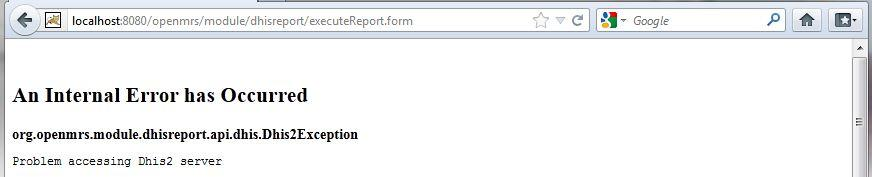 localhost:8080/openmrs/module/dhisreport/executeReport.form
Google
An Internal Error has Occurred
org.openmrs.module.dhisreport.api.dhis.Dhis2Exception
Problem accessing Dhis2 server